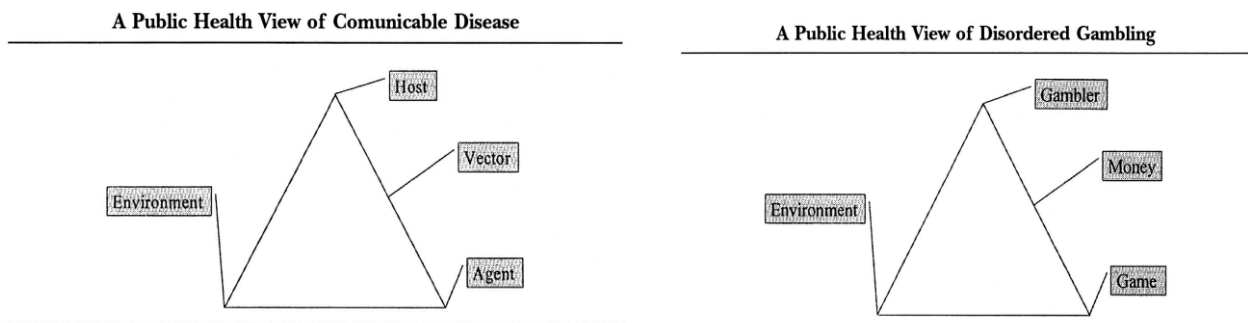 A Public Health View of Comunicable Disease
Host
Vector
Environment
Agent
A Public Health View of Disordered Gambling
Gambler
Money
Environment
Game